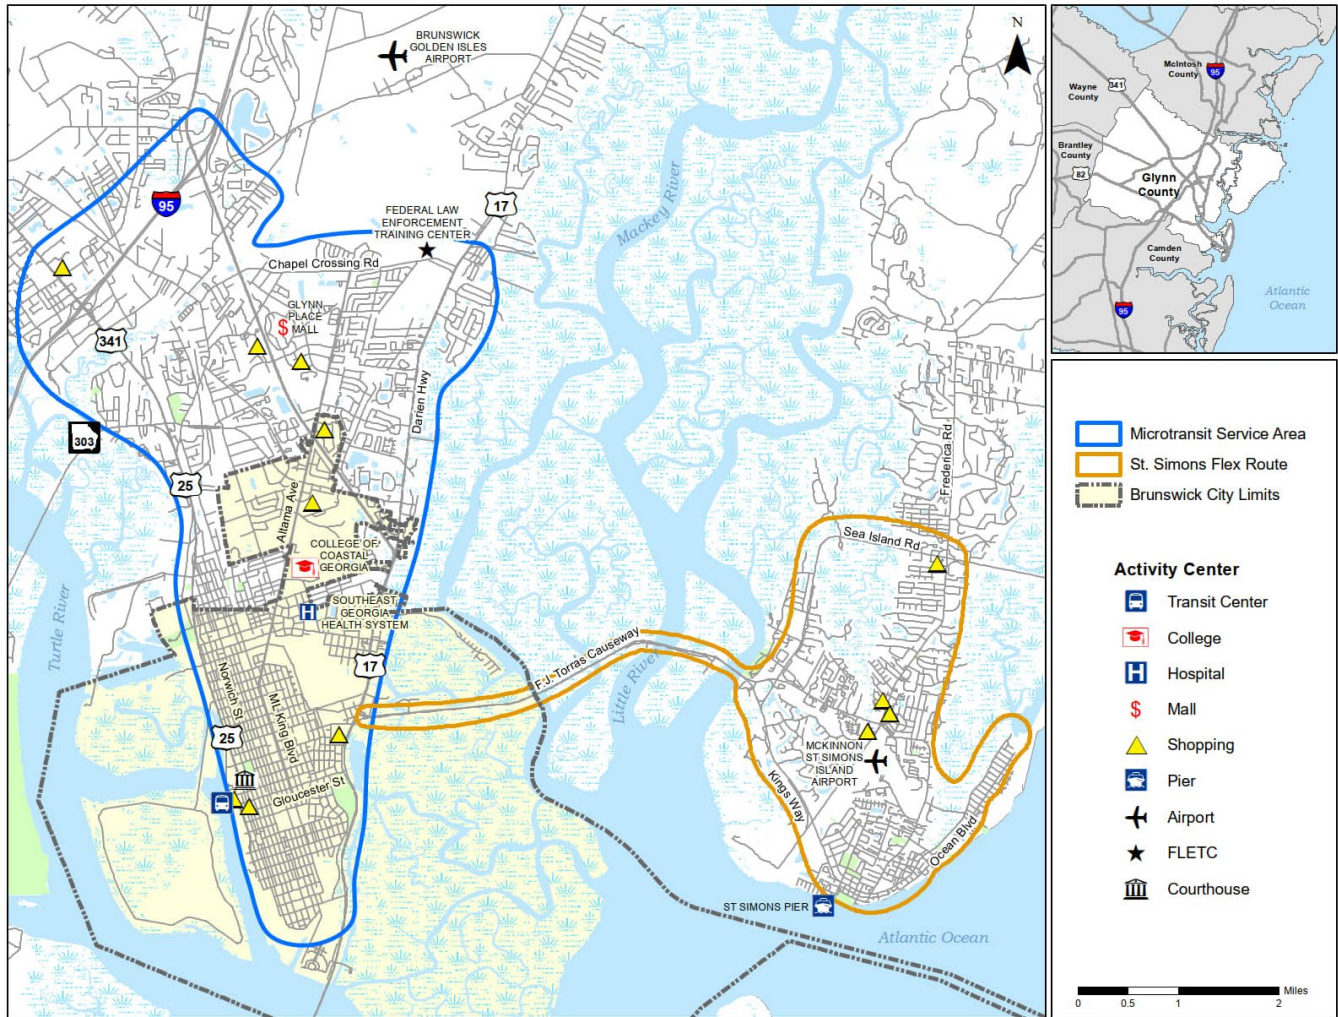 BRUNSWICK
GOLDEN ISLES
AIRPORT
N
95
17
FEDERAL LAW
ENFORCEMENT
TRAINING CENTER
Mackey River
Chapel Crossing Rd
GLYNN
PLACE
MALL
341
Darien Hwy
303
25
Altama Ave
Frederica Rd
Sea Island Rd
COLLEGE OF
COASTAL
GEORGIA
SOUTHEAST
GEORGIA
HEALTH SYSTEM
Turtle River
17
F.J. Torras Causeway
Little River
Norwich St
ML King Blvd
25
Gloucester St
MCKINNON
ST SIMONS
ISLAND
AIRPORT
Kings Way
Ocean Blvd
ST SIMONS PIER
Atlantic Ocean
McIntosh
County
95
341
Wayne
County
Brantley
County
82
Glynn
County
Camden
County
Atlantic
Ocean
95
Microtransit Service Area
St. Simons Flex Route
Brunswick City Limits
Activity Center
Transit Center
College
Hospital
Mall
Shopping
Pier
Airport
FLETC
Courthouse
Miles
0 0.5 1 2